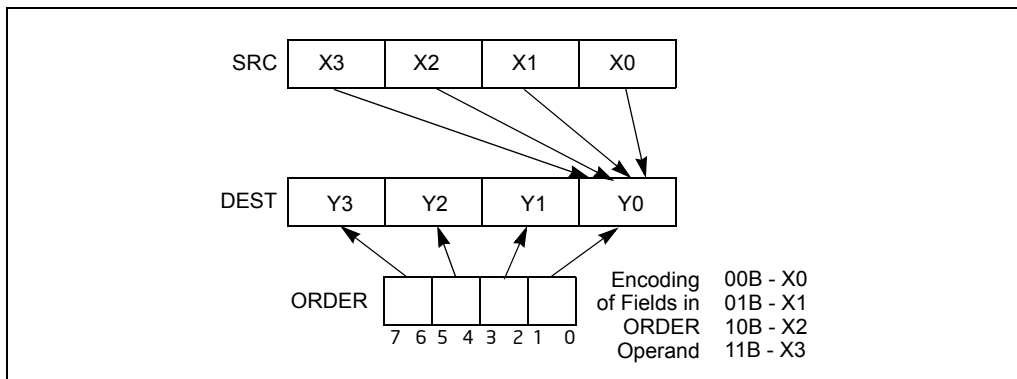 SRC X3 X2 X1 X0
DEST Y3 Y2 Y1 Y0
ORDER
7 6 5 4 3 2 1 0
Encoding 00B - X0
of Fields in 01B - X1
ORDER 10B - X2
Operand 11B - X3